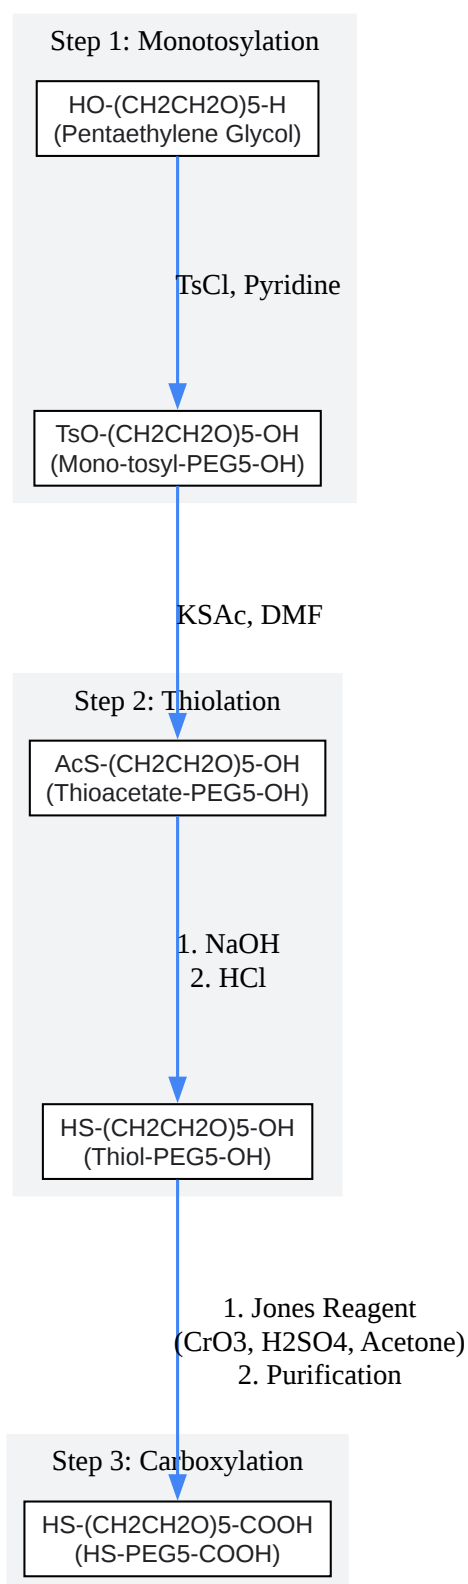 Step 1: Monotosylation
HO-(CH2CH2O)5-H
(Pentaethylene Glycol)
TsCl, Pyridine
TsO-(CH2CH2O)5-OH
(Mono-tosyl-PEG5-OH)
KSAc, DMF
Step 2: Thiolation
AcS-(CH2CH2O)5-OH
(Thioacetate-PEG5-OH)
1. NaOH
2. HCl
HS-(CH2CH2O)5-OH
(Thiol-PEG5-OH)
1. Jones Reagent
(CrO3, H2SO4, Acetone)
2. Purification
Step 3: Carboxylation
HS-(CH2CH2O)5-COOH
(HS-PEG5-COOH)